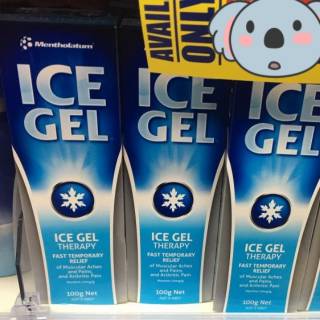 AVAIL
ONLY
Mentholatum
ICE
GEL
ICE GEL
THERAPY
FAST TEMPORARY
RELIEF
of Muscular Aches
and Pains,
and Arthritic Pain
100g Net
ICE
GEL
ICE GEL
THERAPY
FAST TEMPORARY
RELIEF
of Muscular Aches
and Pains,
and Arthritic Pain
100g Net
ICE
GEL
ICE GEL
THERAPY
FAST TEMPORARY
RELIEF
of Muscular Aches
and Pains,
and Arthritic Pain
100g Net